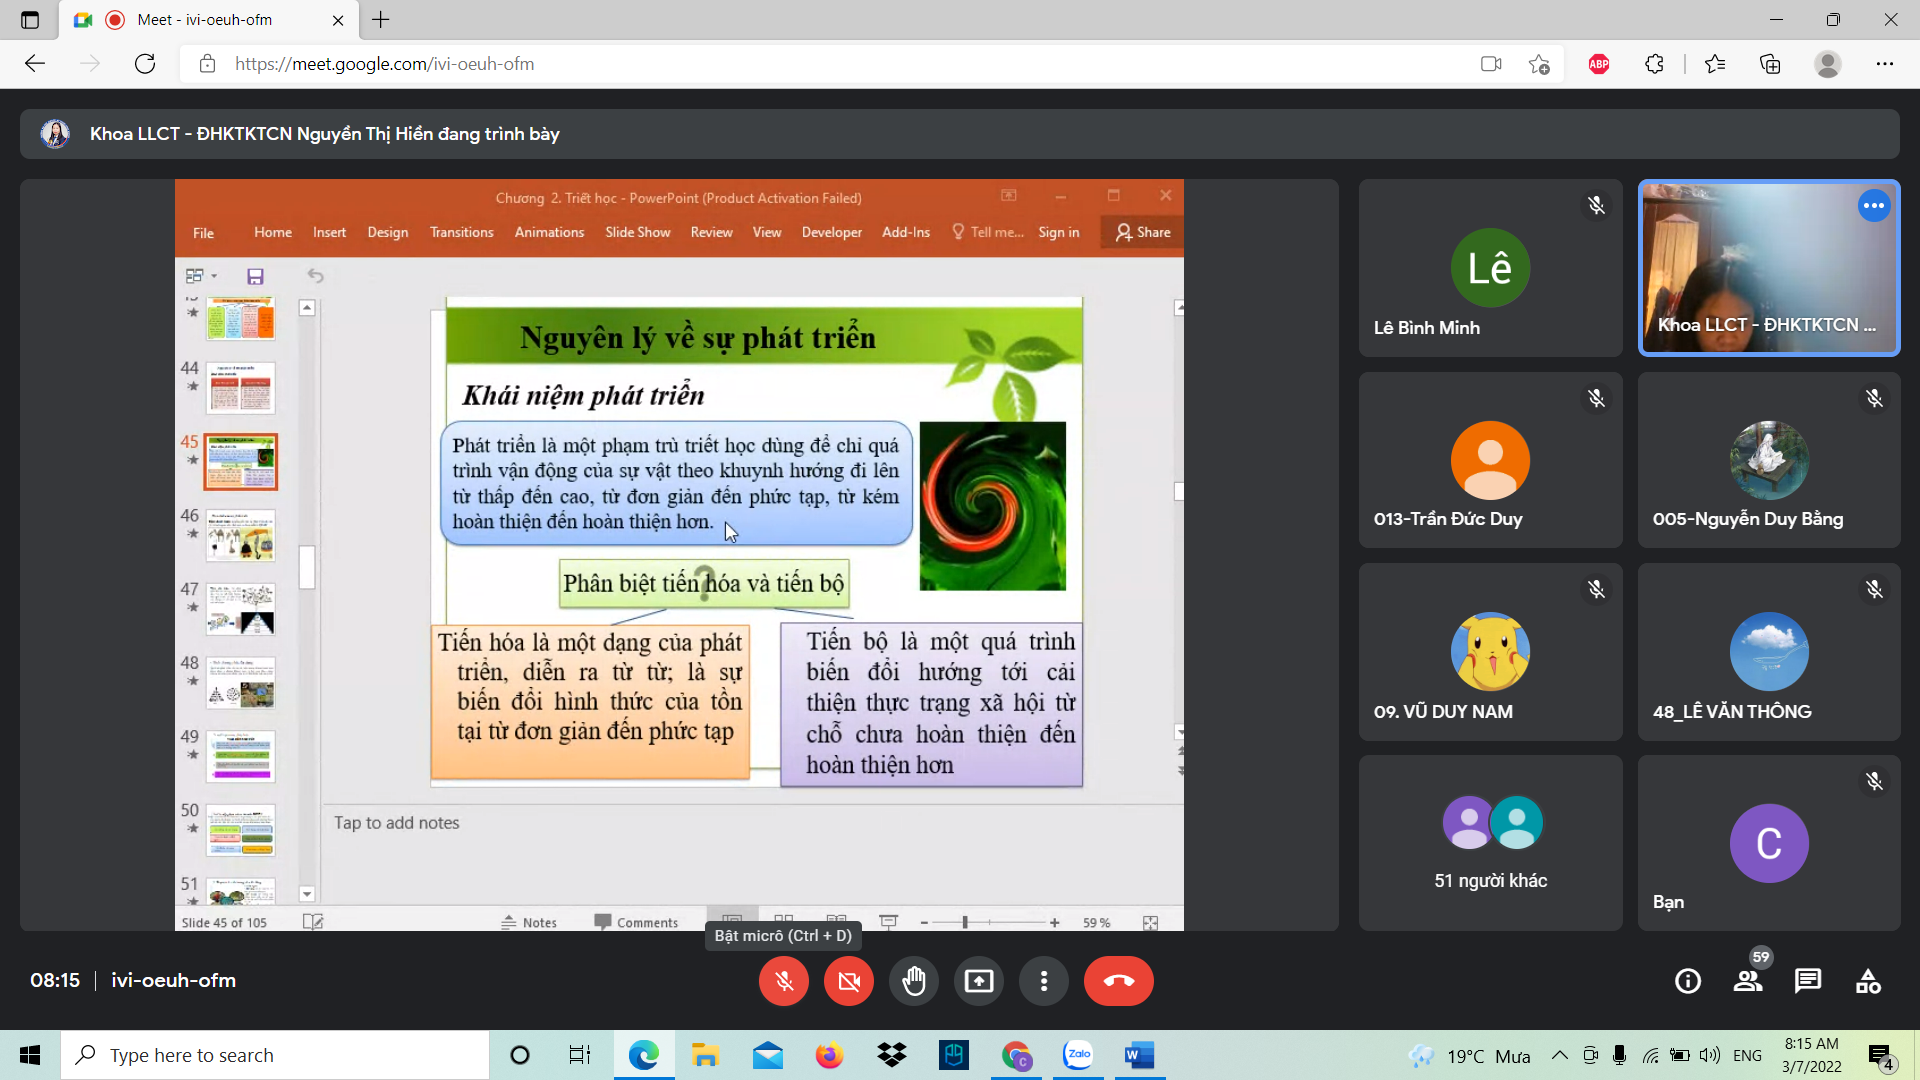 Meet - ivi-oeuh-ofm
https://meet.google.com/ivi-oeuh-ofm
ABP
Khoa LLCT - ĐHKTKTCN Nguyễn Thị Hiển đang trình bày
Chương 2. Triết học - PowerPoint (Product Activation Failed)
File Home Insert Design Transitions Animations Slide Show Review View Developer Add-Ins Tell me... Sign in Share
44
45
46
47
48
49
50
51
Nguyên lý về sự phát triển
Khái niệm phát triển
Phát triển là một phạm trù triết học dùng để chỉ quá
trình vận động của sự vật theo khuynh hướng đi lên
từ thấp đến cao, từ đơn giản đến phức tạp, từ kém
hoàn thiện đến hoàn thiện hơn.
Phân biệt tiến hóa và tiến bộ
?
Tiến hóa là một dạng của phát
triển, diễn ra từ từ; là sự
biến đổi hình thức của tồn
tại từ đơn giản đến phức tạp
Tiến bộ là một quá trình
biến đổi hướng tới cải
thiện thực trạng xã hội từ
chỗ chưa hoàn thiện đến
hoàn thiện hơn
Tap to add notes
Slide 45 of 105
Notes
Comments
59 %
Bật micrô (Ctrl + D)
Lê
Lê Bình Minh
Khoa LLCT - ĐHKTKTCN ...
013-Trần Đức Duy
005-Nguyễn Duy Bằng
09. VŨ DUY NAM
48_LÊ VĂN THÔNG
51 người khác
C
Bạn
08:15
ivi-oeuh-ofm
59
Type here to search
C
Zalo
W
19°C Mưa
ENG
8:15 AM
3/7/2022
4